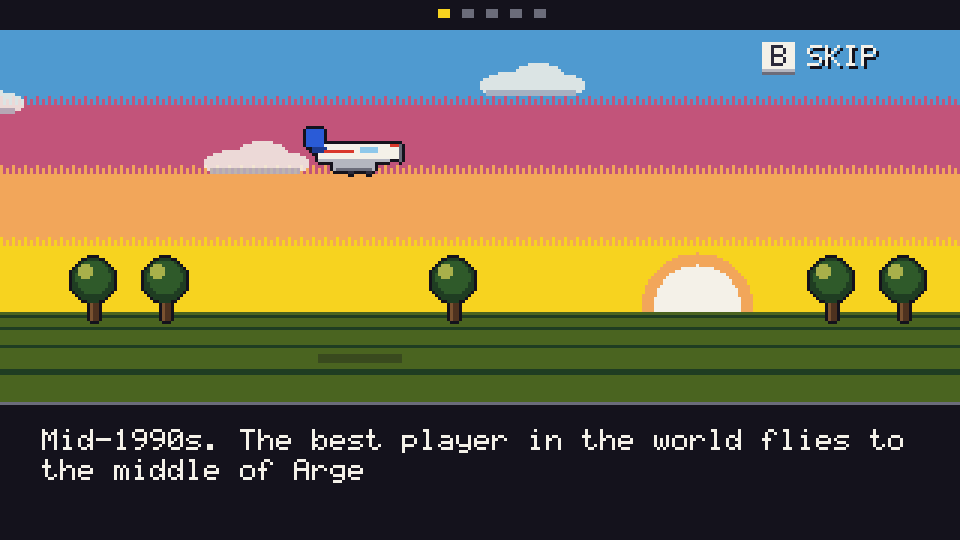 B SKIP
Mid-1990s. The best player in the world flies to
the middle of Arge